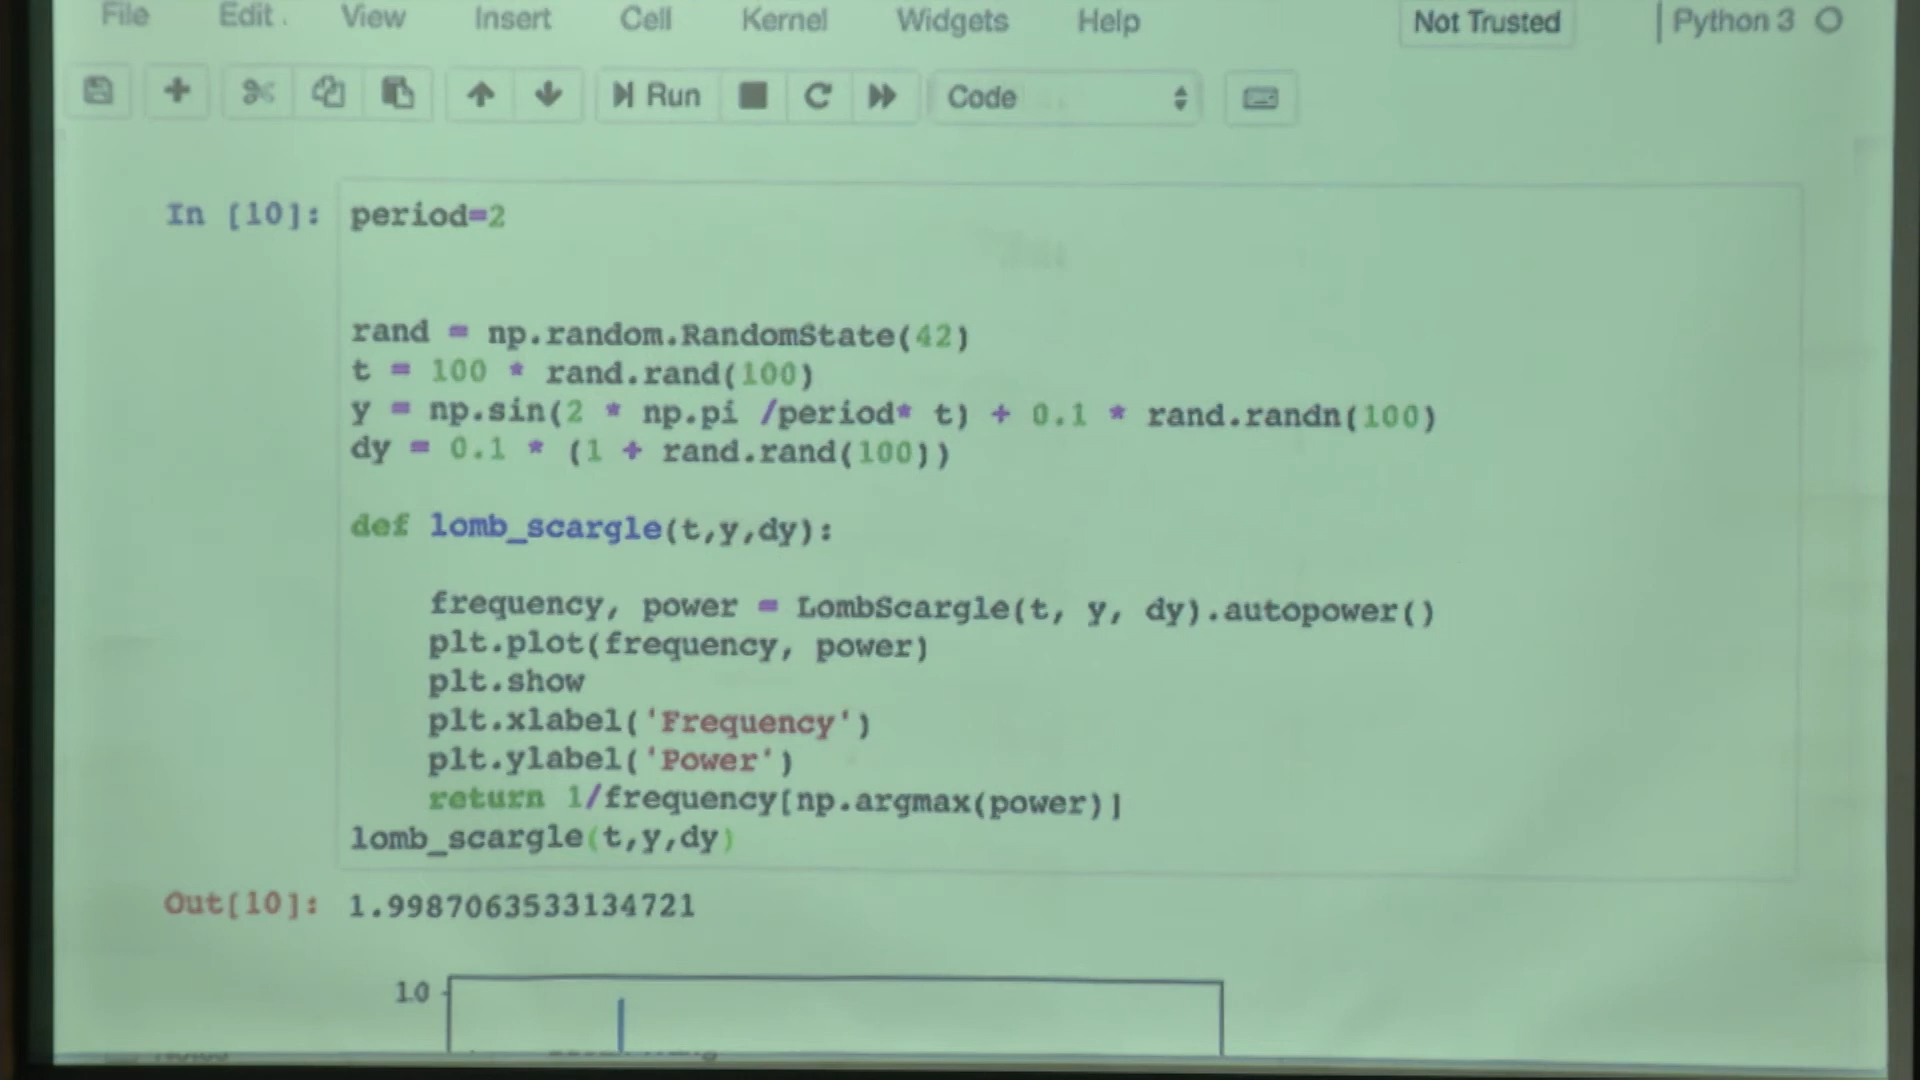 File Edit View Insert Cell Kernel Widgets Help Not Trusted Python 3
Run Code
In [10]: period=2
rand = np.random.RandomState(42)
t = 100 * rand.rand(100)
y = np.sin(2 * np.pi /period* t) + 0.1 * rand.randn(100)
dy = 0.1 * (1 + rand.rand(100))
def lomb_scargle(t,y,dy):
frequency, power = LombScargle(t, y, dy).autopower()
plt.plot(frequency, power)
plt.show
plt.xlabel('Frequency')
plt.ylabel('Power')
return 1/frequency[np.argmax(power)]
lomb_scargle(t,y,dy)
Out[10]: 1.9987063533134721
1.0